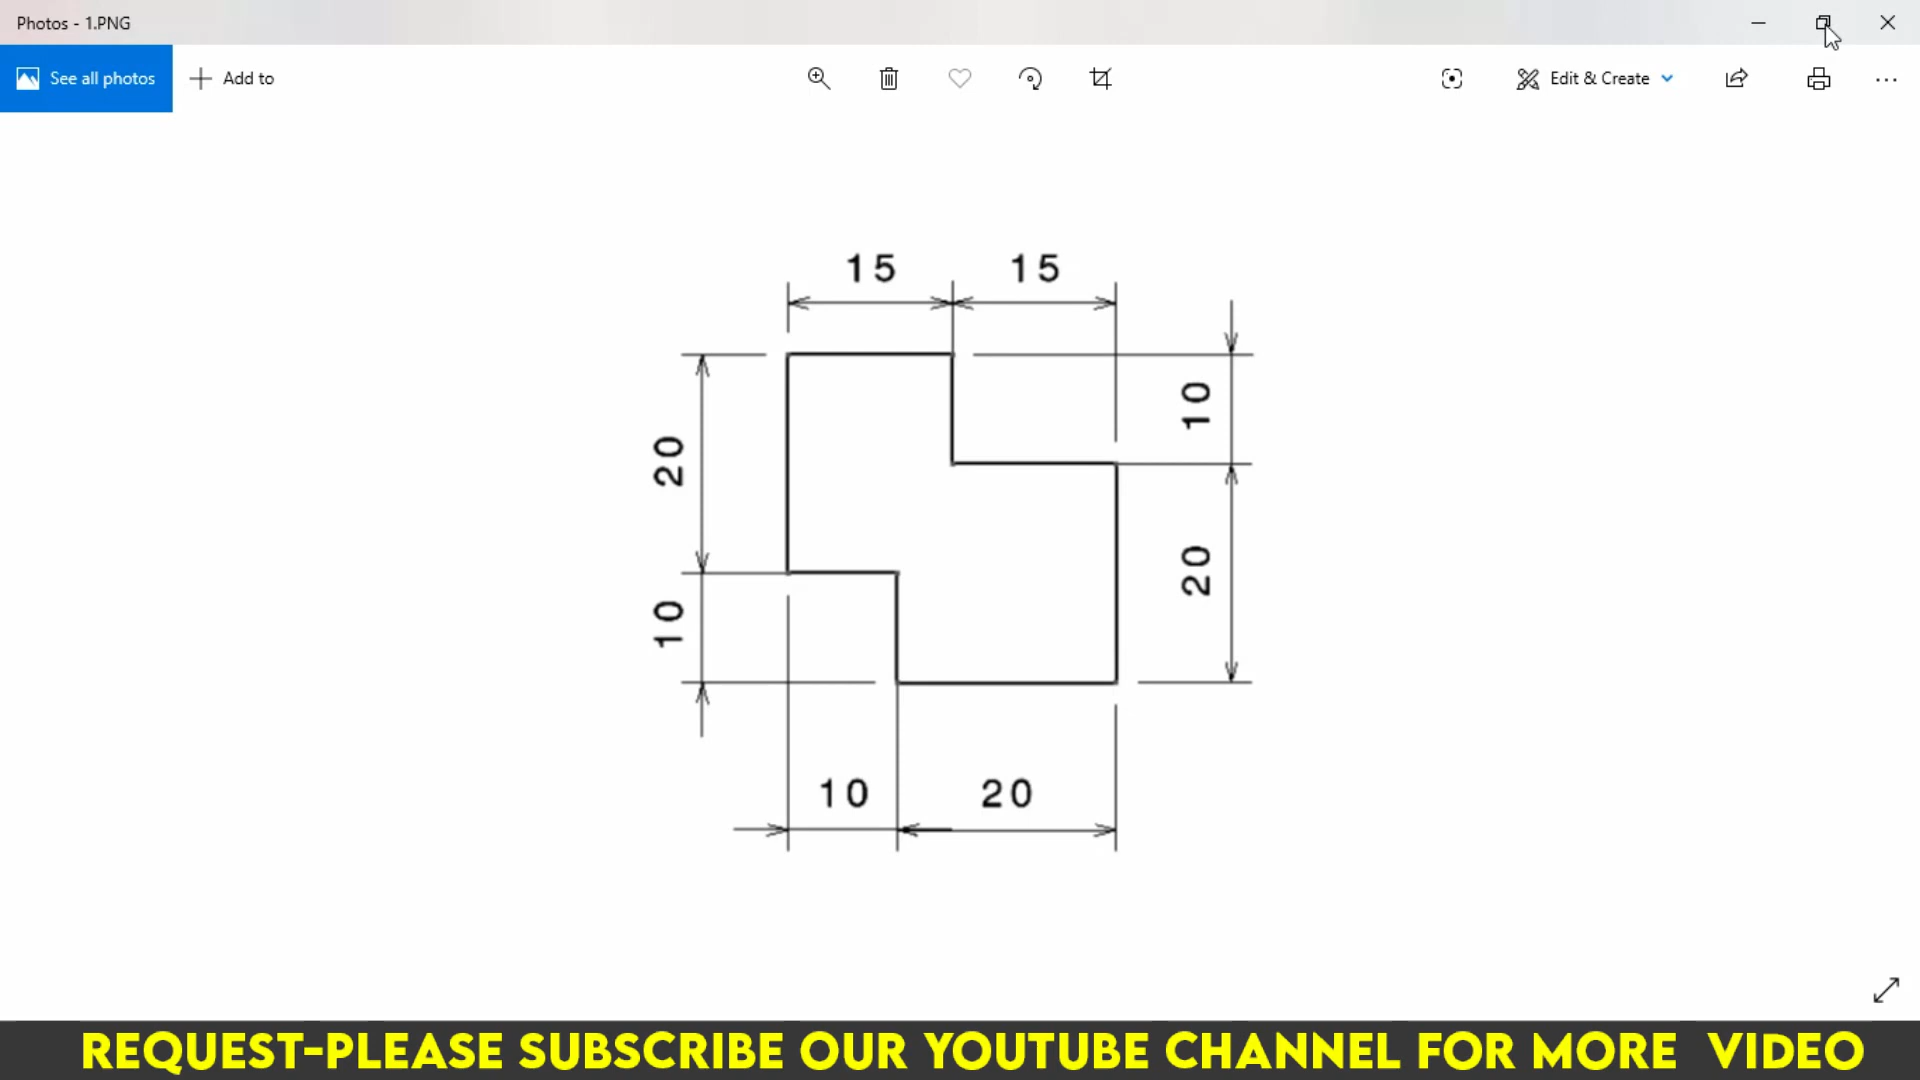 Photos - 1.PNG
See all photos
Add to
Edit & Create
15 15
10
20
20
10
10 20
REQUEST-PLEASE SUBSCRIBE OUR YOUTUBE CHANNEL FOR MORE VIDEO